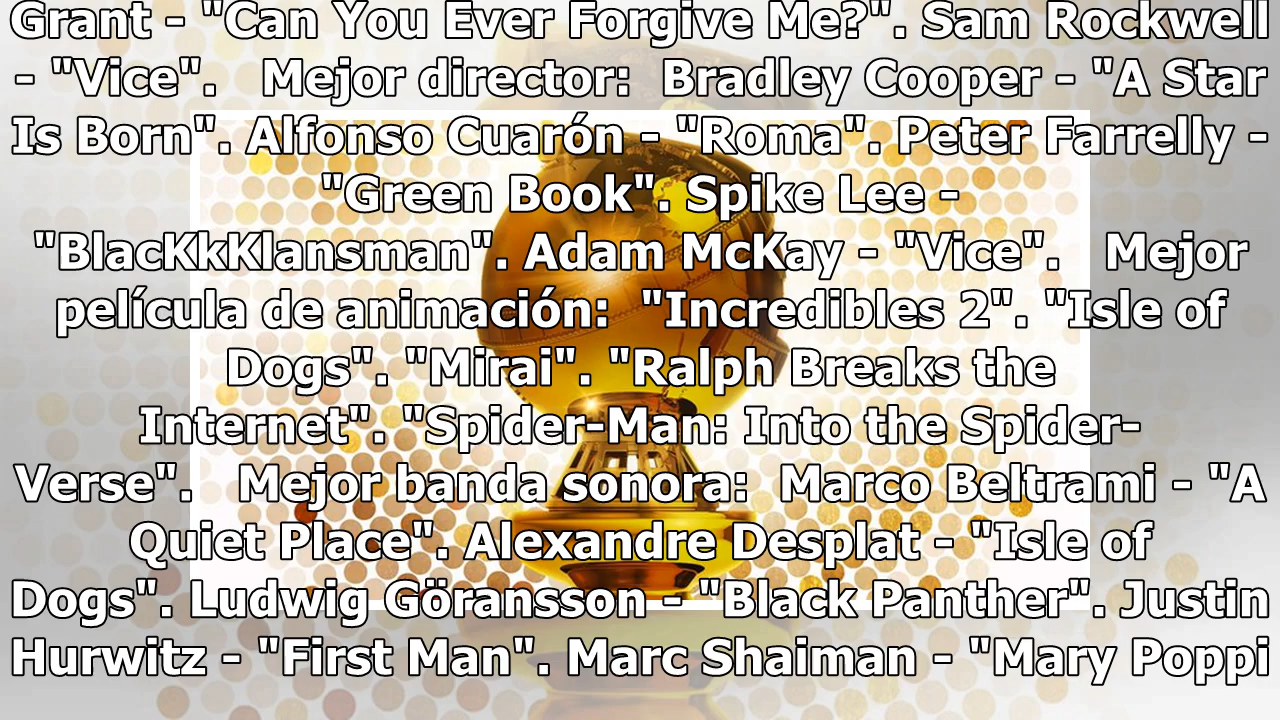 Grant - "Can You Ever Forgive Me?". Sam Rockwell
- "Vice".   Mejor director:  Bradley Cooper - "A Star
Is Born". Alfonso Cuarón - "Roma". Peter Farrelly -
"Green Book". Spike Lee -
"BlacKkKlansman". Adam McKay - "Vice".   Mejor
película de animación:  "Incredibles 2". "Isle of
Dogs". "Mirai". "Ralph Breaks the
Internet". "Spider-Man: Into the Spider-
Verse".   Mejor banda sonora:  Marco Beltrami - "A
Quiet Place". Alexandre Desplat - "Isle of
Dogs". Ludwig Göransson - "Black Panther". Justin
Hurwitz - "First Man". Marc Shaiman - "Mary Poppi